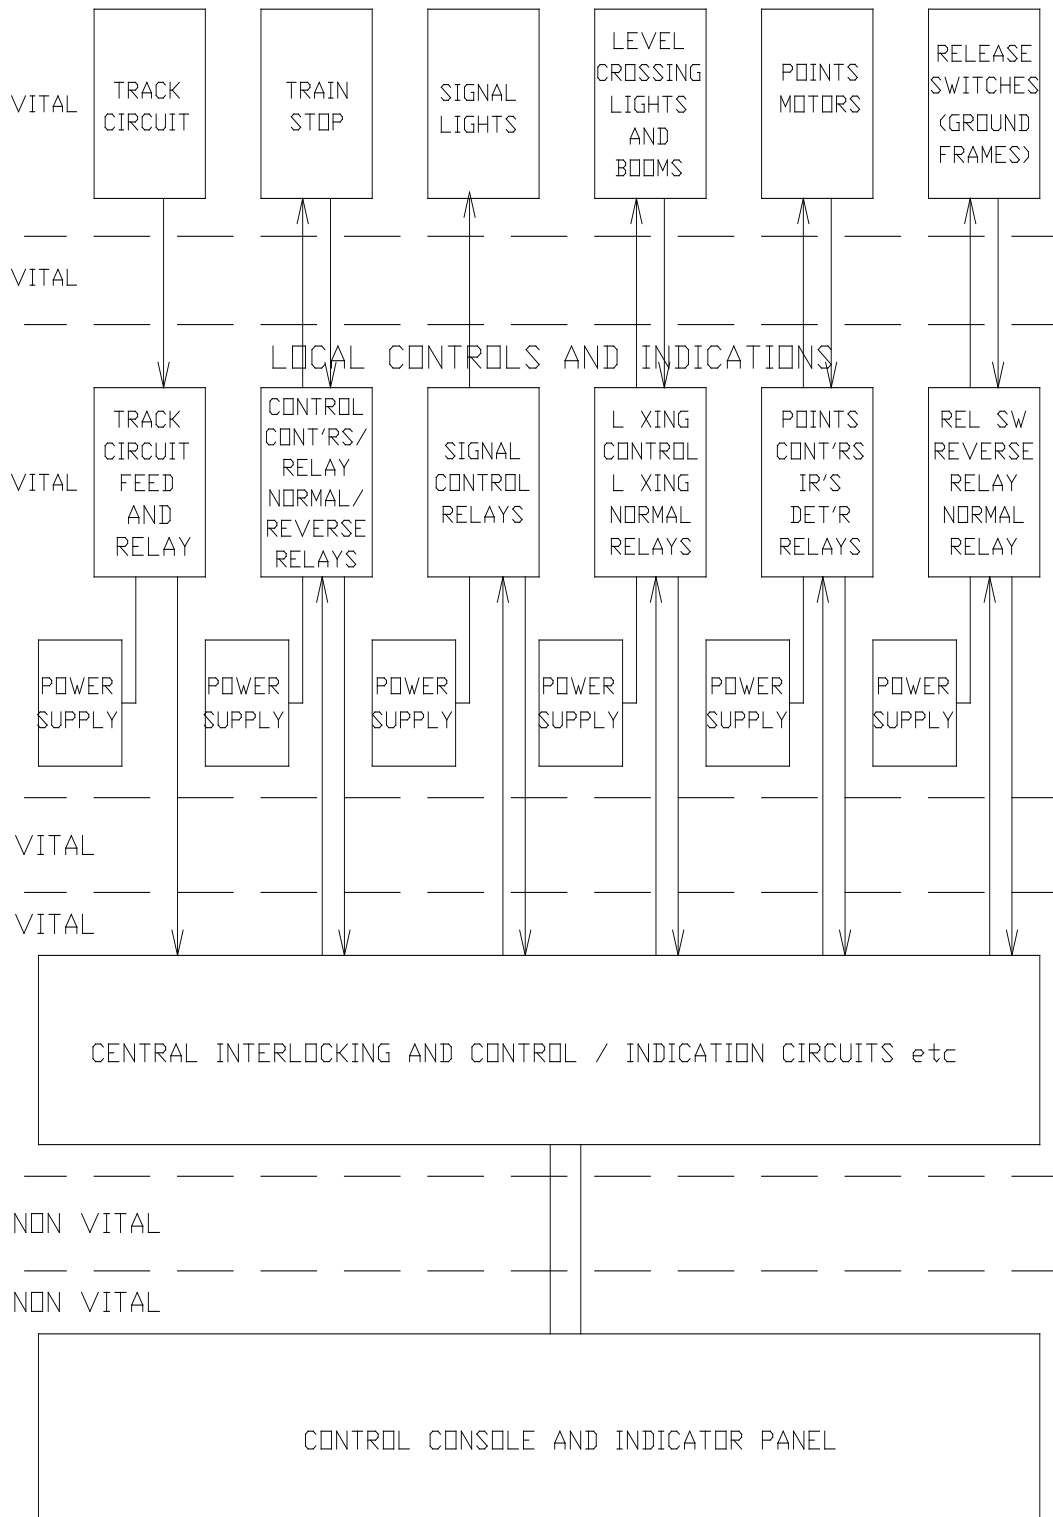 VITAL
TRACK
CIRCUIT
TRAIN
STOP
SIGNAL
LIGHTS
LEVEL
CROSSING
LIGHTS
AND
BOOMS
POINTS
MOTORS
RELEASE
SWITCHES
(GROUND
FRAMES)
VITAL
LOCAL CONTROLS AND INDICATIONS
VITAL
TRACK
CIRCUIT
FEED
AND
RELAY
CONTROL
CONT'RS/
RELAY
NORMAL/
REVERSE
RELAYS
SIGNAL
CONTROL
RELAYS
L XING
CONTROL
L XING
NORMAL
RELAYS
POINTS
CONT'RS
IR'S
DET'R
RELAYS
REL SW
REVERSE
RELAY
NORMAL
RELAY
POWER
SUPPLY
POWER
SUPPLY
POWER
SUPPLY
POWER
SUPPLY
POWER
SUPPLY
POWER
SUPPLY
VITAL
VITAL
CENTRAL INTERLOCKING AND CONTROL / INDICATION CIRCUITS etc
NON VITAL
NON VITAL
CONTROL CONSOLE AND INDICATOR PANEL